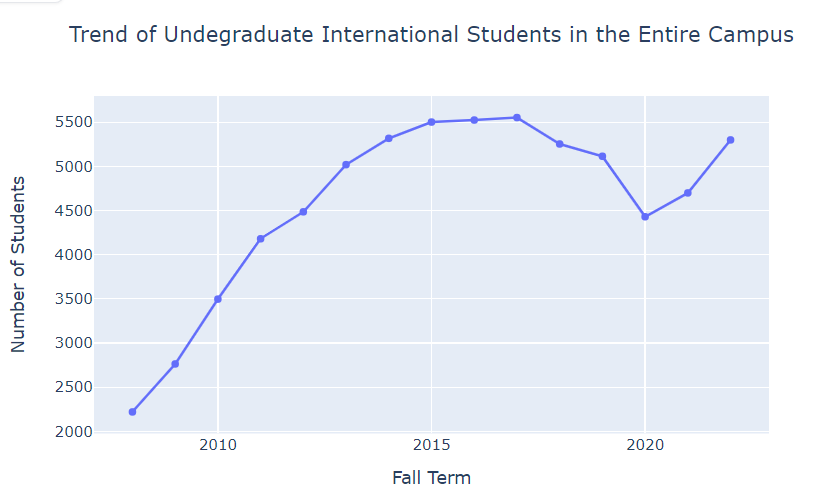 Trend of Undegraduate International Students in the Entire Campus
5500
5000
4500
4000
3500
3000
2500
2000
Number of Students
2010 2015 2020
Fall Term